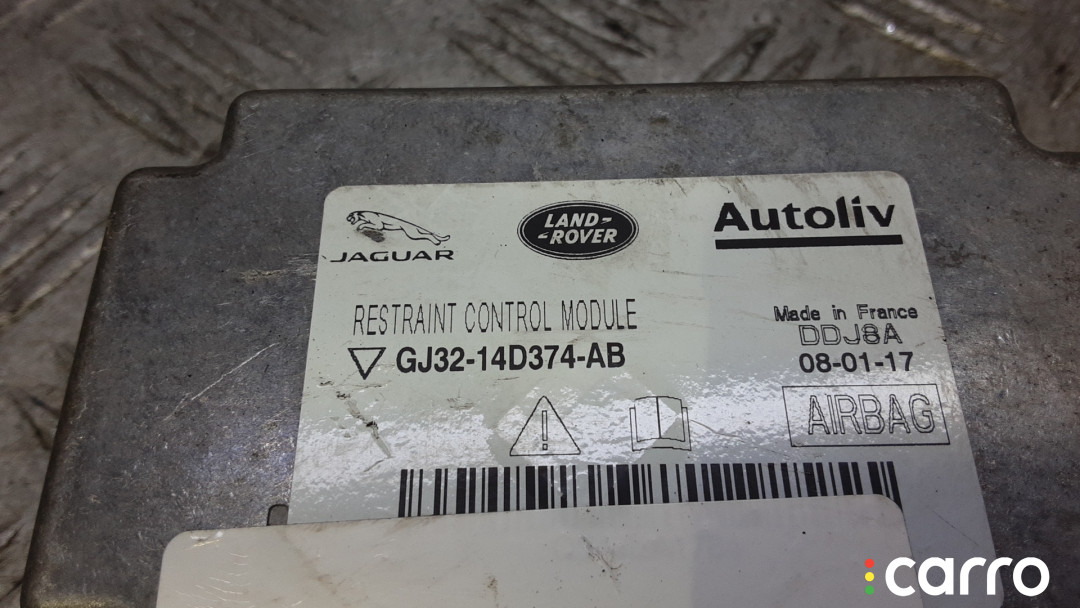 JAGUAR
LAND-
-ROVER
Autoliv
RESTRAINT CONTROL MODULE
GJ32-14D374-AB
Made in France
DDJ8A
08-01-17
AIRBAG
carro